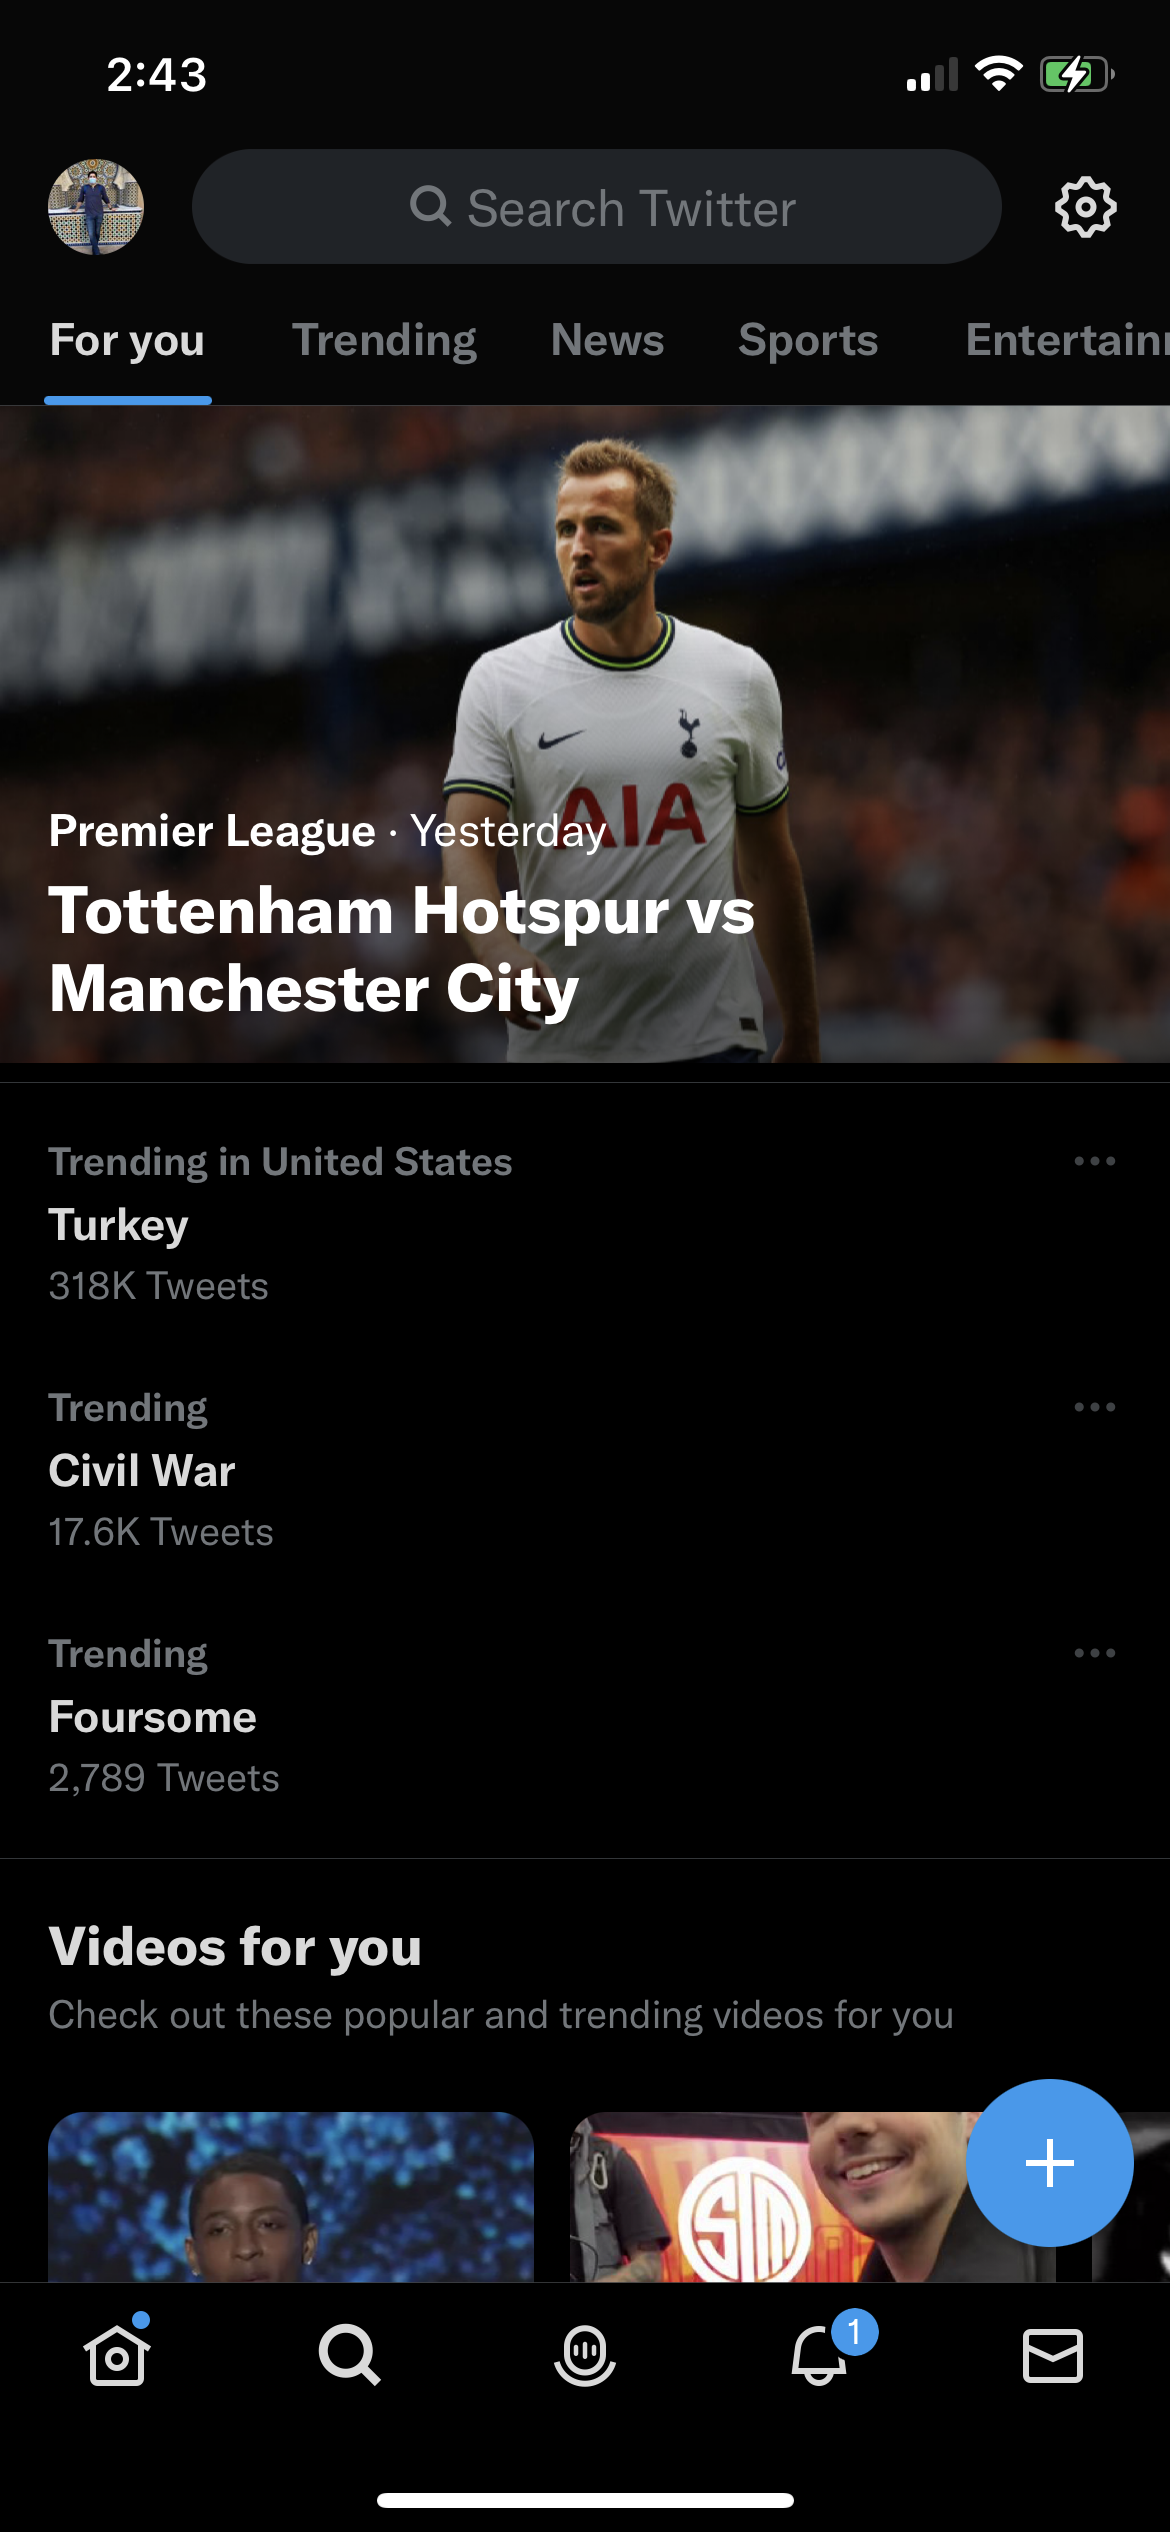 2:43
Search Twitter
For you Trending News Sports Entertain
AIA
Premier League · Yesterday
Tottenham Hotspur vs
Manchester City
Trending in United States
Turkey
318K Tweets
Trending
Civil War
17.6K Tweets
Trending
Foursome
2,789 Tweets
Videos for you
Check out these popular and trending videos for you
1